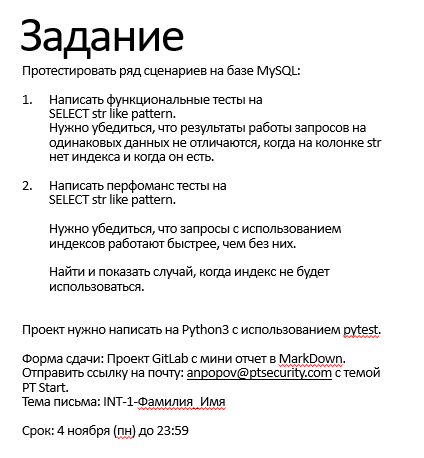 Задание
Протестировать ряд сценариев на базе MySQL:
1. Написать функциональные тесты на
SELECT str like pattern.
Нужно убедиться, что результаты работы запросов на
одинаковых данных не отличаются, когда на колонке str
нет индекса и когда он есть.
2. Написать перфоманс тесты на
SELECT str like pattern.
Нужно убедиться, что запросы с использованием
индексов работают быстрее, чем без них.
Найти и показать случай, когда индекс не будет
использоваться.
Проект нужно написать на Python3 с использованием pytest.
Форма сдачи: Проект GitLab с мини отчет в MarkDown.
Отправить ссылку на почту: anpopov@ptsecurity.com с темой
PT Start.
Тема письма: INT-1-Фамилия_Имя
Срок: 4 ноября (пн) до 23:59